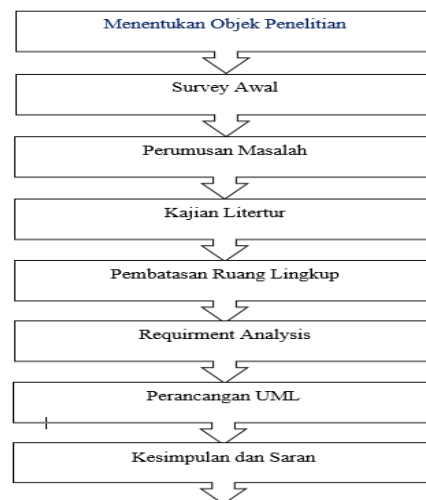 Menentukan Objek Penelitian
Survey Awal
Perumusan Masalah
Kajian Litertur
Pembatasan Ruang Lingkup
Requirment Analysis
Perancangan UML
Kesimpulan dan Saran